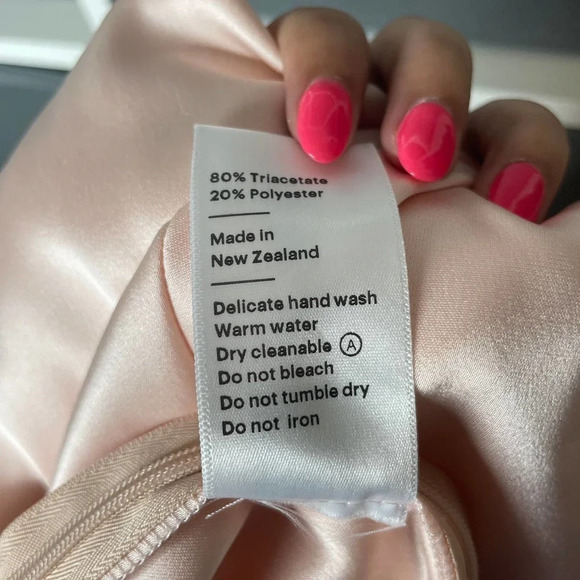 80% Triacetate
20% Polyester
Made in
New Zealand
Delicate hand wash
Warm water
Dry cleanable Ⓐ
Do not bleach
Do not tumble dry
Do not iron